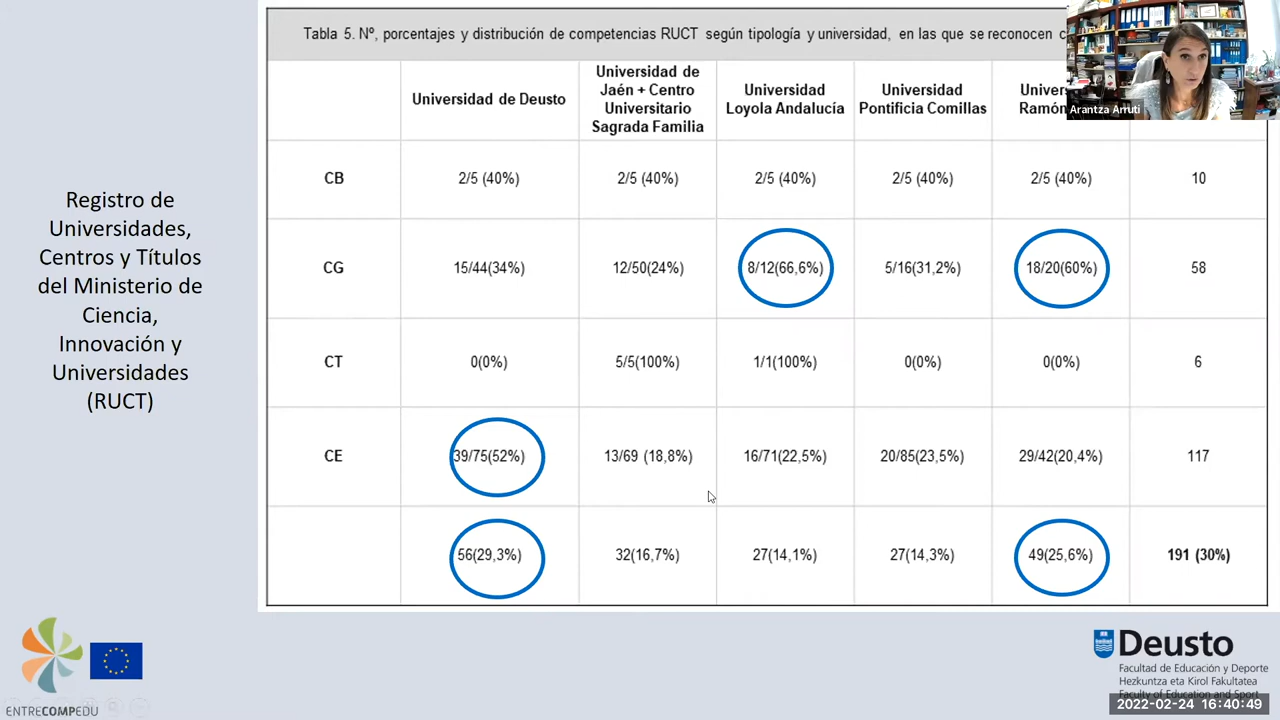 Registro de
Universidades,
Centros y Títulos
del Ministerio de
Ciencia,
Innovación y
Universidades
(RUCT)
Tabla 5. Nº, porcentajes y distribución de competencias RUCT según tipología y universidad, en las que se reconocen
Universidad de Deusto
Universidad de
Jaén + Centro
Universitario
Sagrada Familia
Universidad
Loyola Andalucía
Universidad
Pontificia Comillas
Ramón
Arantza Arruti
CB 2/5 (40%) 2/5 (40%) 2/5 (40%) 2/5 (40%) 2/5 (40%) 10
CG 15/44(34%) 12/50(24%) 8/12(66,6%) 5/16(31,2%) 18/20(60%) 58
CT 0(0%) 5/5(100%) 1/1(100%) 0(0%) 0(0%) 6
CE 39/75(52%) 13/69 (18,8%) 16/71(22,5%) 20/85(23,5%) 29/42(20,4%) 117
56(29,3%) 32(16,7%) 27(14,1%) 27(14,3%) 49(25,6%) 191 (30%)
ENTRECOMPEDU
Deusto
Facultad de Educación y Deporte
Hezkuntza eta Kirol Fakultatea
Faculty of Education and Sport
2022-02-24 16:40:49